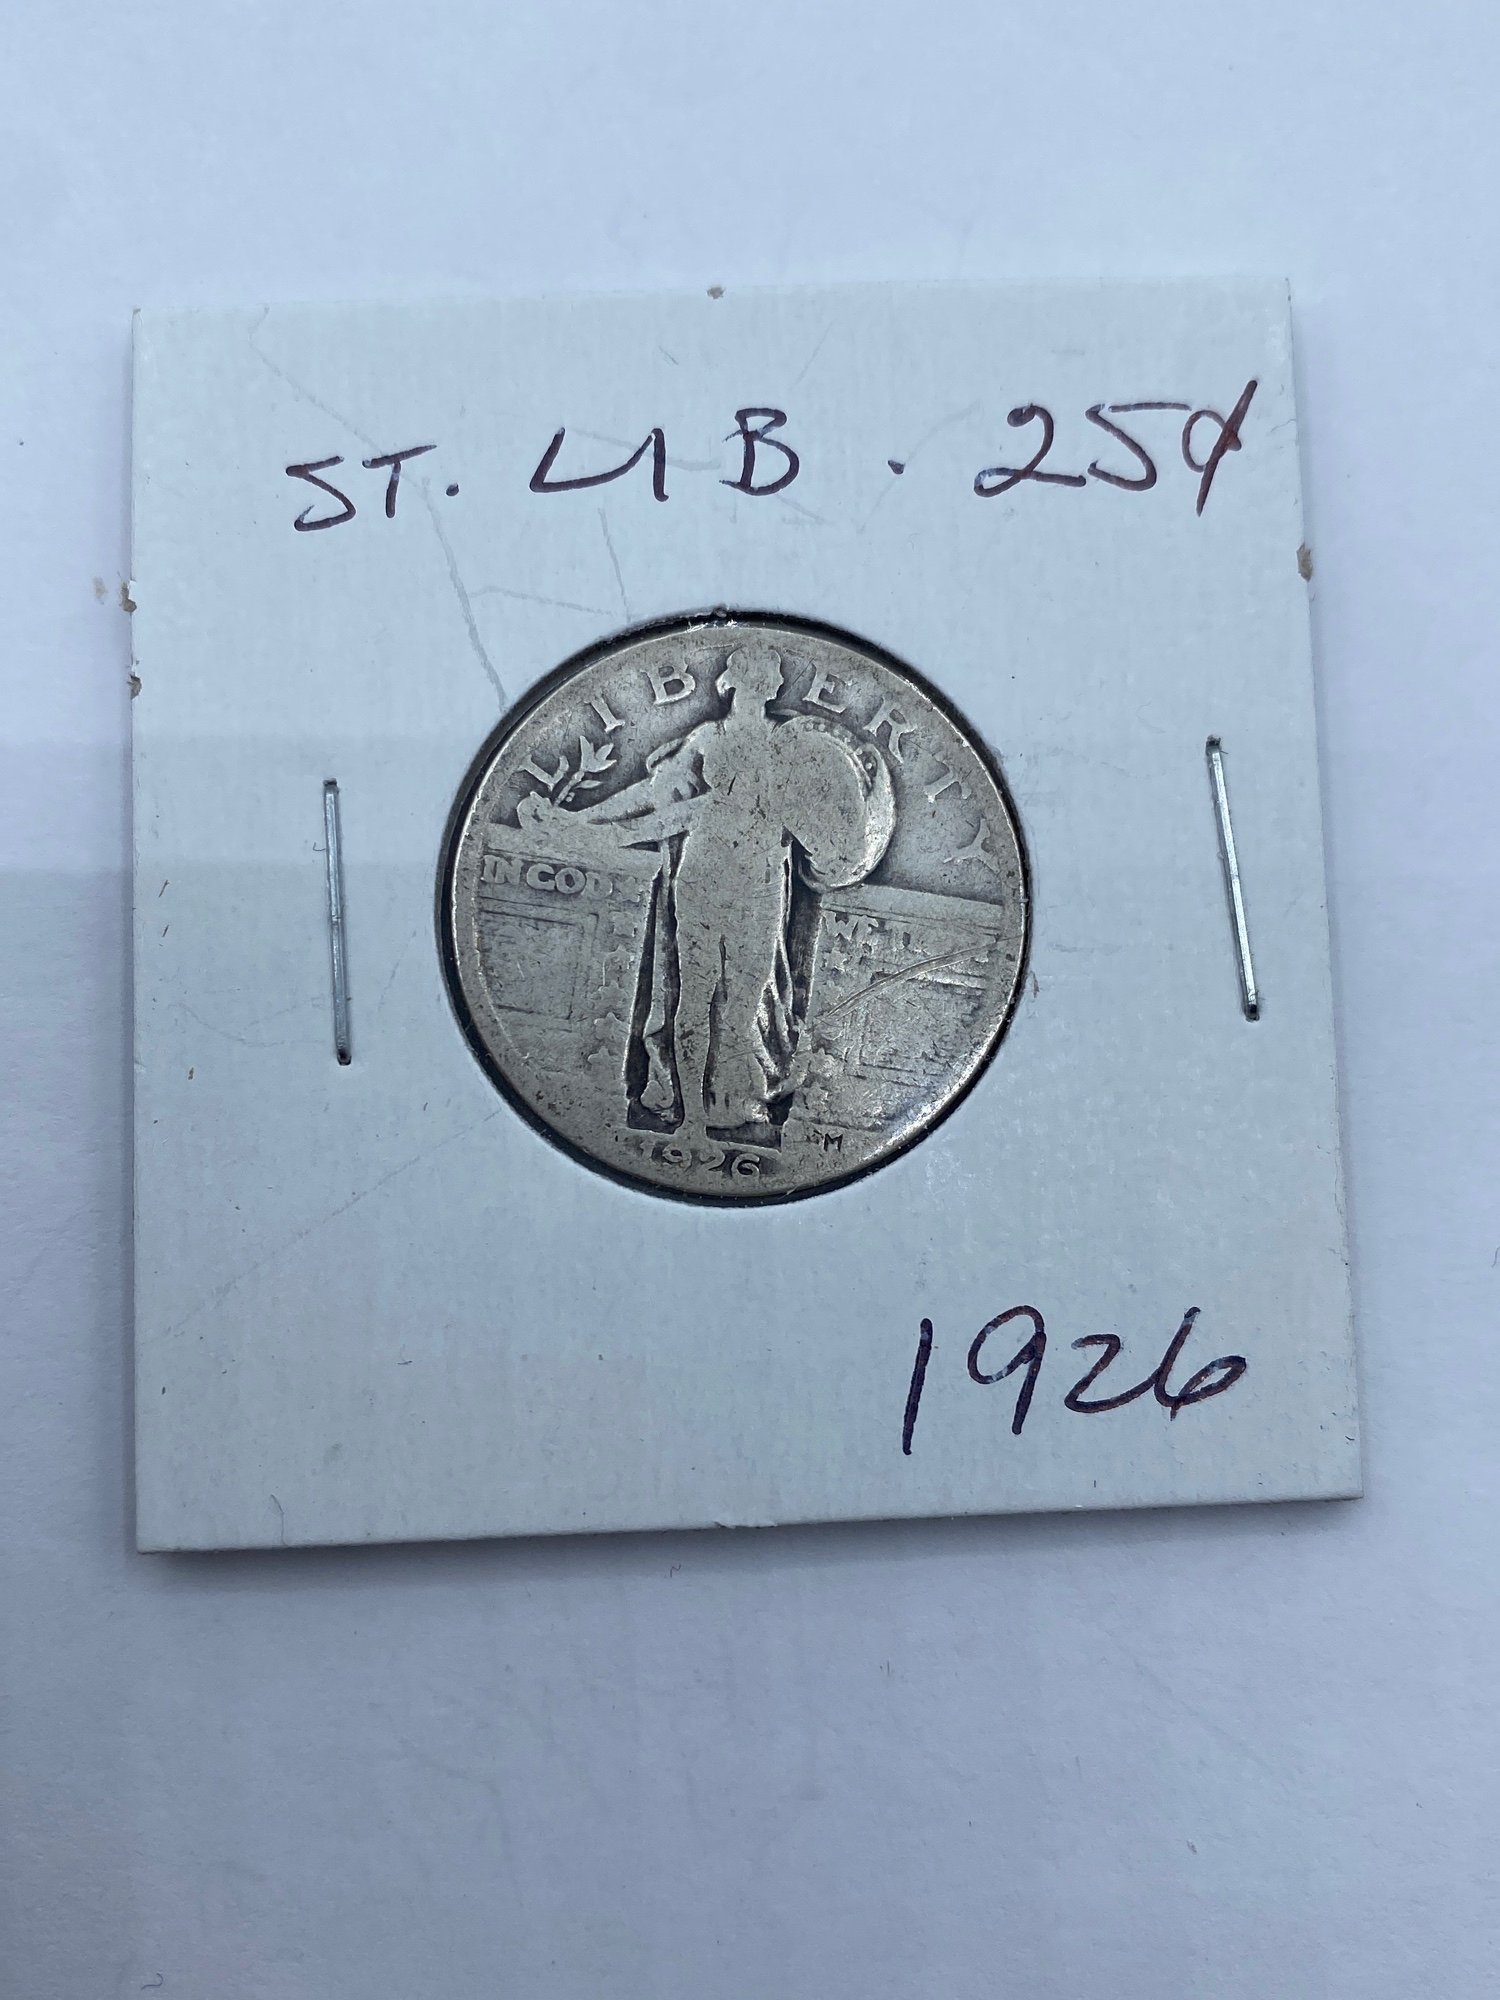 ST. LIB. 25¢
LIBERTY
IN GOD WE
1926
M
1926